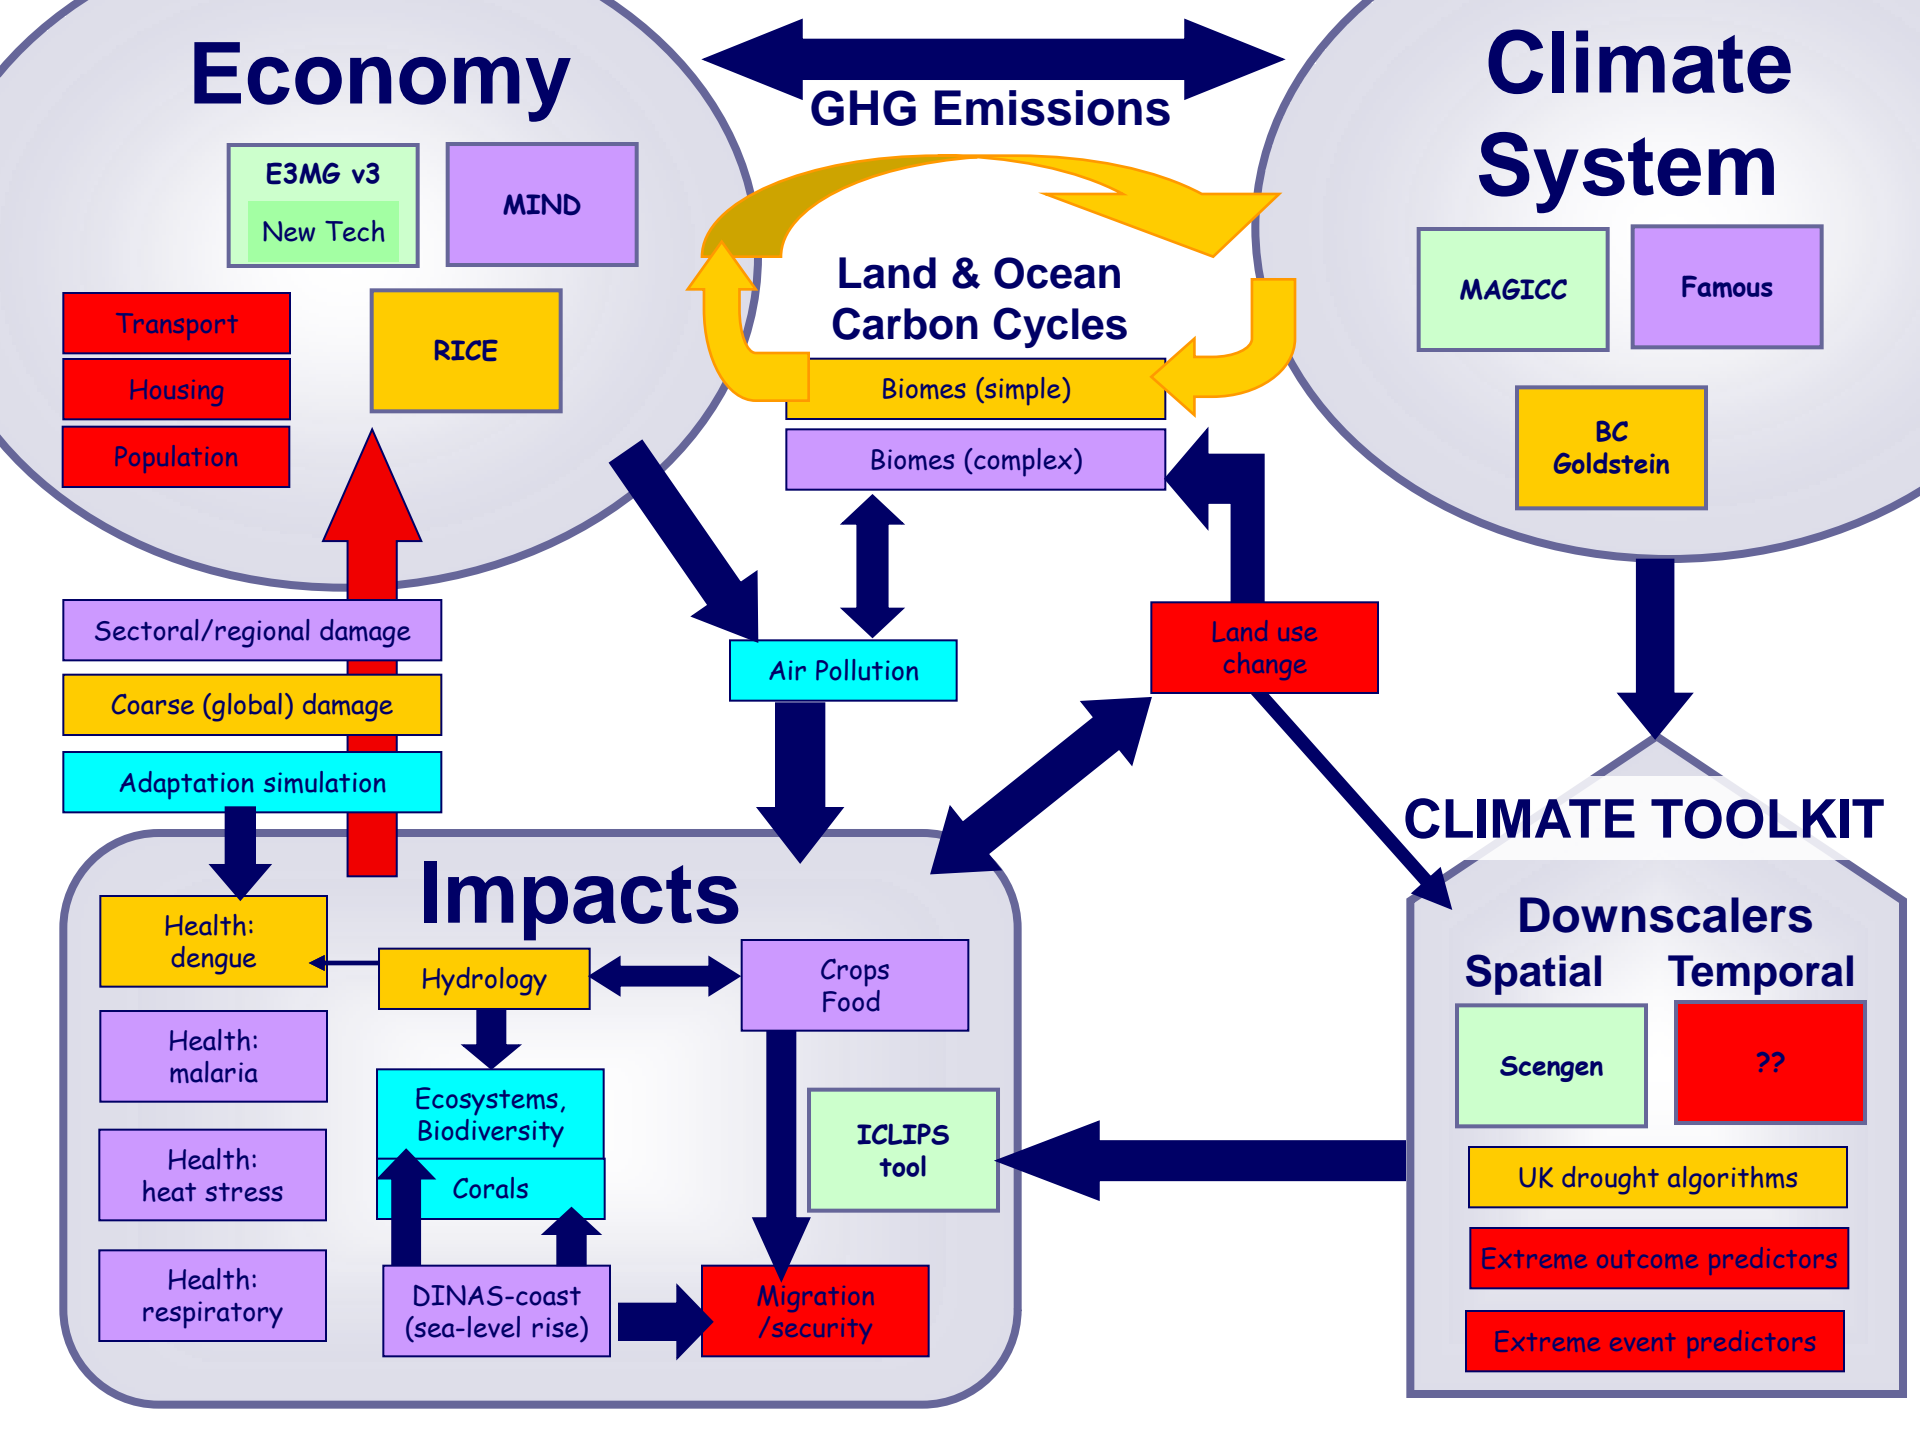 Economy
E3MG v3
New Tech
MIND
Transport
Housing
Population
RICE
GHG Emissions
Land & Ocean
Carbon Cycles
Biomes (simple)
Biomes (complex)
Climate
System
MAGICC
Famous
BC
Goldstein
Sectoral/regional damage
Coarse (global) damage
Adaptation simulation
Air Pollution
Land use
change
Impacts
Health:
dengue
Health:
malaria
Health:
heat stress
Health:
respiratory
Hydrology
Ecosystems,
Biodiversity
Corals
DINAS-coast
(sea-level rise)
Crops
Food
ICLIPS
tool
Migration
/security
CLIMATE TOOLKIT
Downscalers
Spatial
Temporal
Scengen
??
UK drought algorithms
Extreme outcome predictors
Extreme event predictors